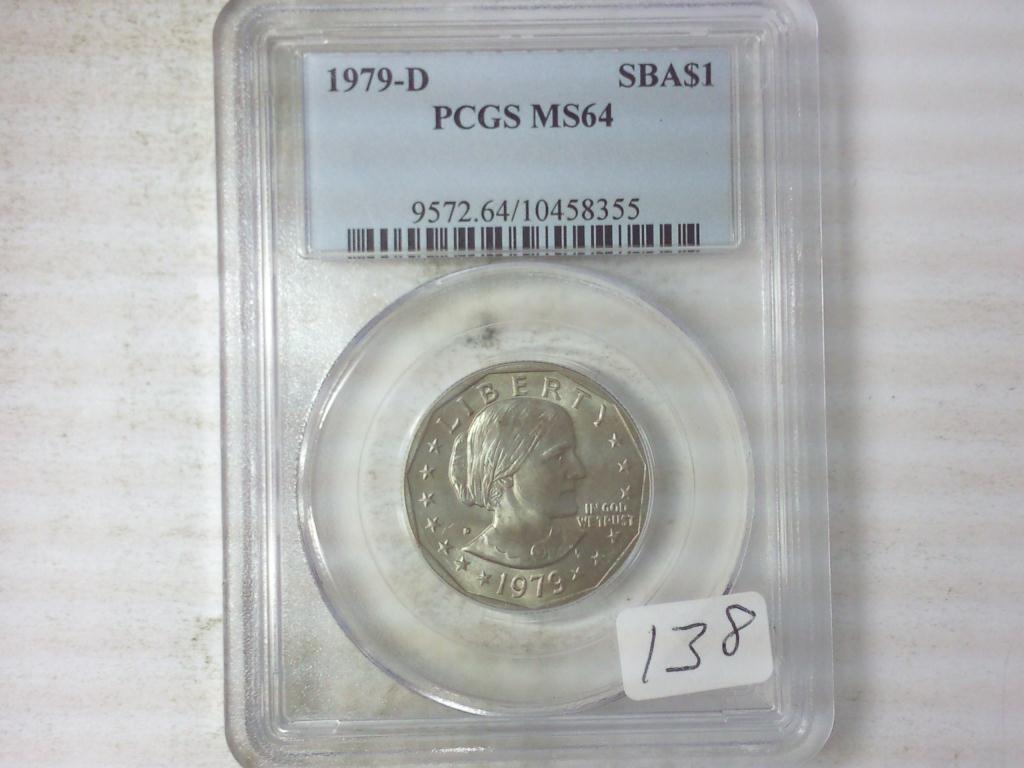 1979-D SBA$1
PCGS MS64
9572.64/10458355
LIBERTY
IN GOD
WE TRUST
D
1979
138